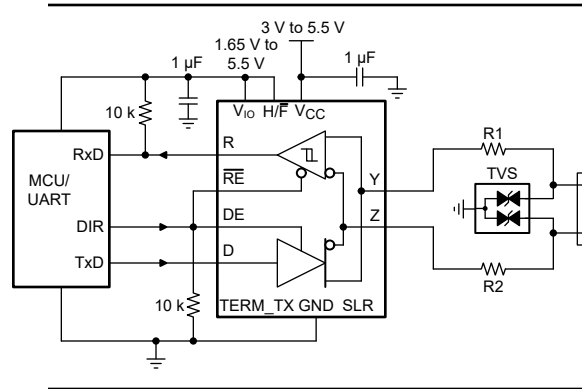 3 V to 5.5 V
1.65 V to
5.5 V
1 µF
1 µF
10 k
VIO H/F̅ VCC
R1
RxD
R
MCU/
UART
R̅E̅
Y
TVS
DIR
DE
Z
TxD
D
R2
10 k
TERM_TX GND SLR